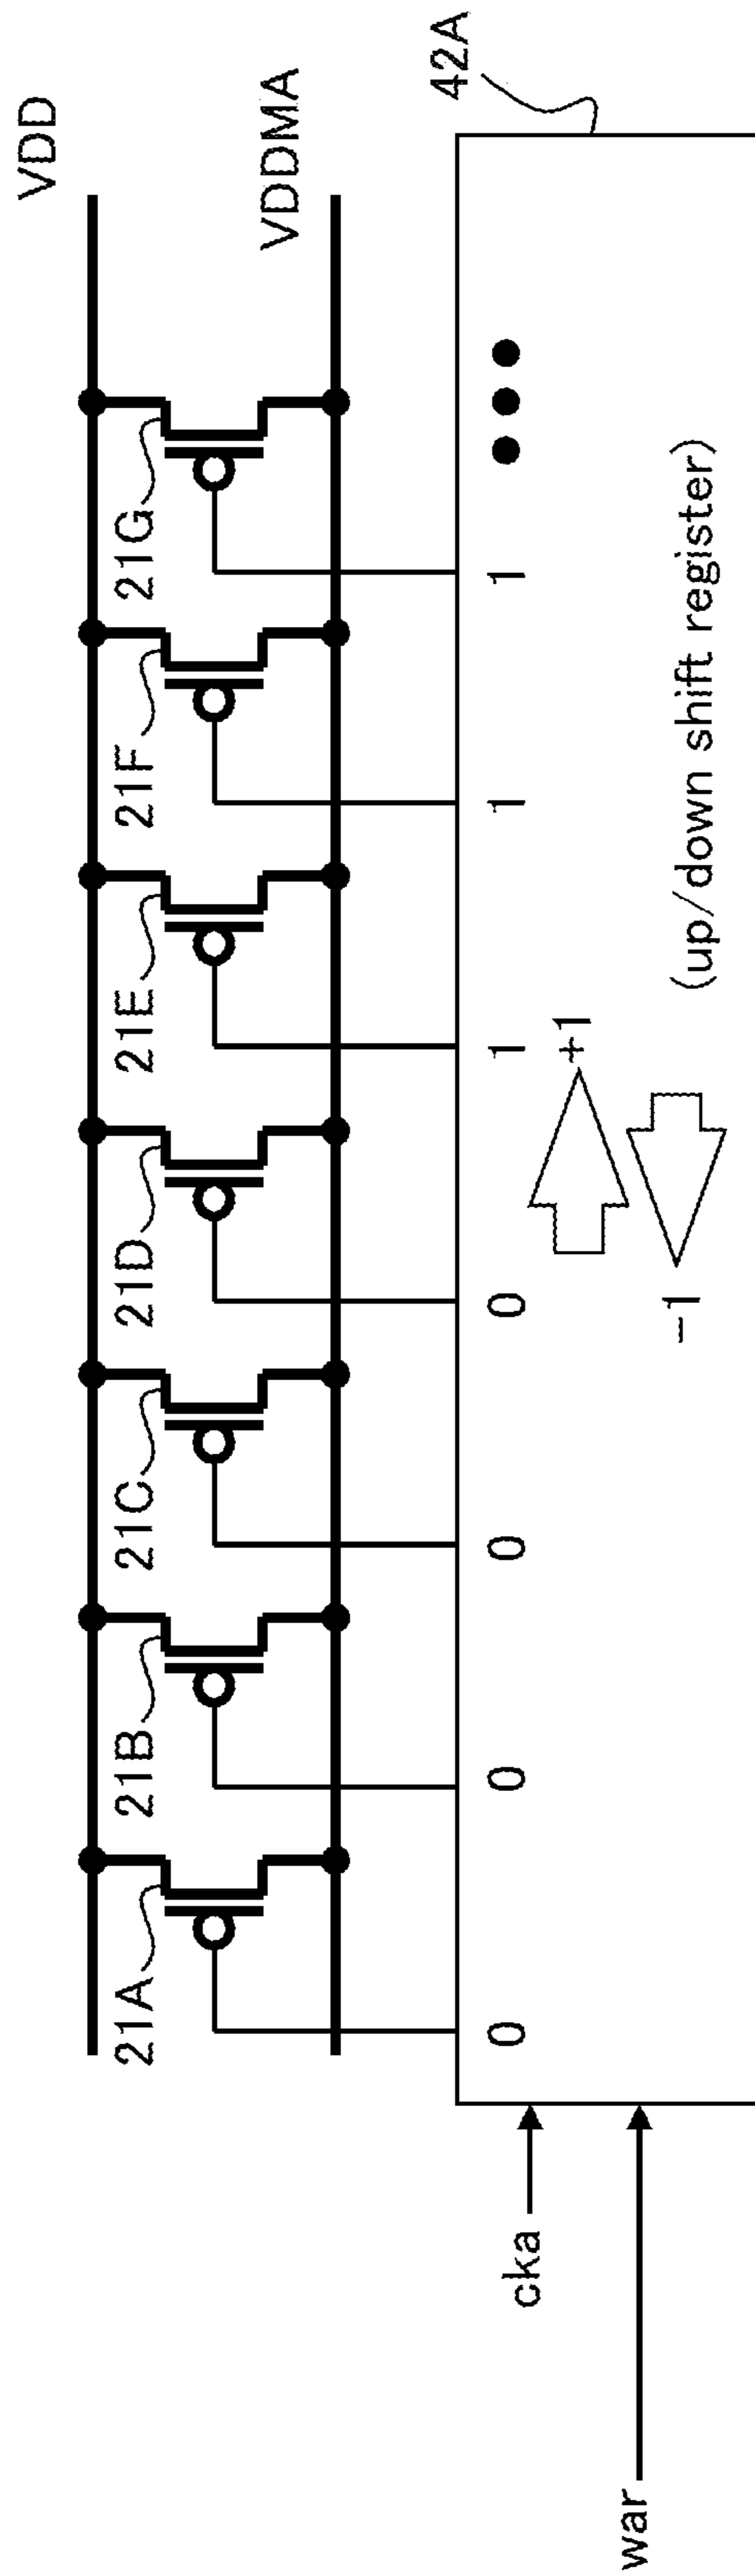 VDD
21A
21B
21C
21D
21E
21F
21G
VDDMA
42A
0
0
0
0
1
1
1
cka
+1
war
-1
(up/down shift register)